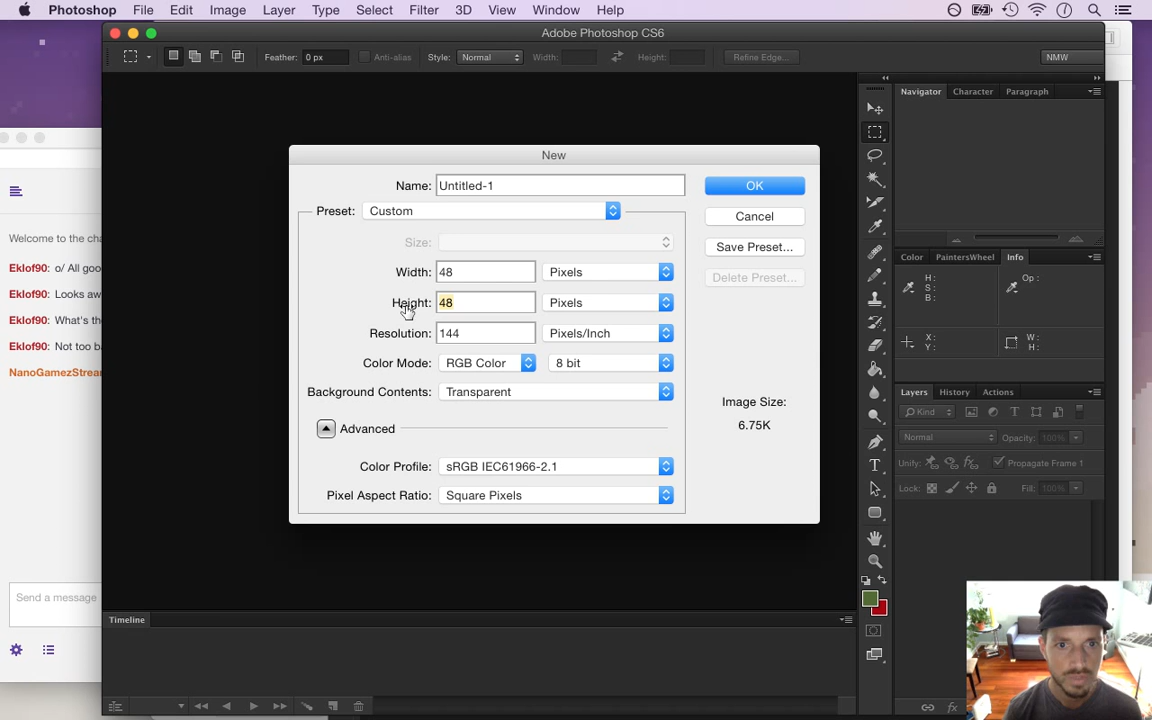 Photoshop File Edit Image Layer Type Select Filter 3D View Window Help
Adobe Photoshop CS6
Feather: 0 px Anti-alias Style: Normal Width: Height: Refine Edge... NMW
Navigator Character Paragraph
New
Name: Untitled-1 OK
Preset: Custom Cancel
Size: Save Preset...
Width: 48 Pixels Delete Preset...
Height: 48 Pixels
Resolution: 144 Pixels/Inch
Color Mode: RGB Color 8 bit
Background Contents: Transparent
Image Size:
6.75K
Advanced
Color Profile: sRGB IEC61966-2.1
Pixel Aspect Ratio: Square Pixels
Welcome to the cha
Eklof90: o/ All goo
Eklof90: Looks aw
Eklof90: What's th
Eklof90: Not too b
NanoGamezStream
Send a message
Color PaintersWheel Info
H: Op:
S:
B:
X: W:
Y: H:
Layers History Actions
Kind
Normal Opacity: 100%
Unify: Propagate Frame 1
Lock: Fill: 100%
Timeline